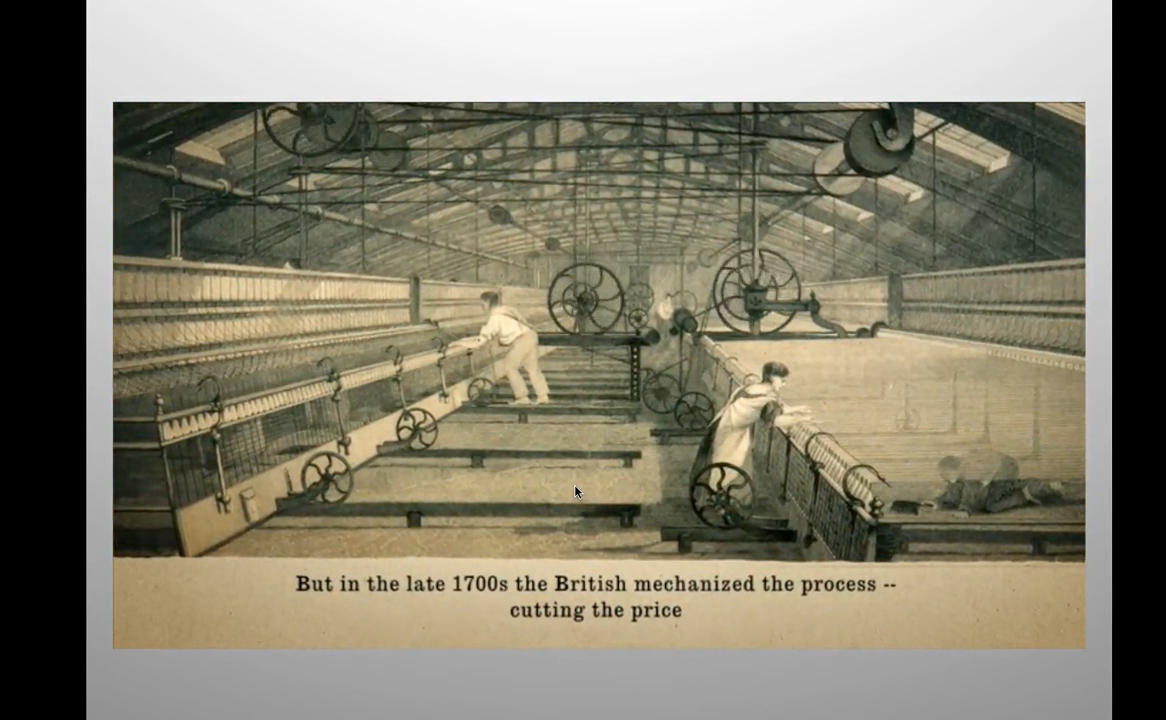 But in the late 1700s the British mechanized the process --
cutting the price